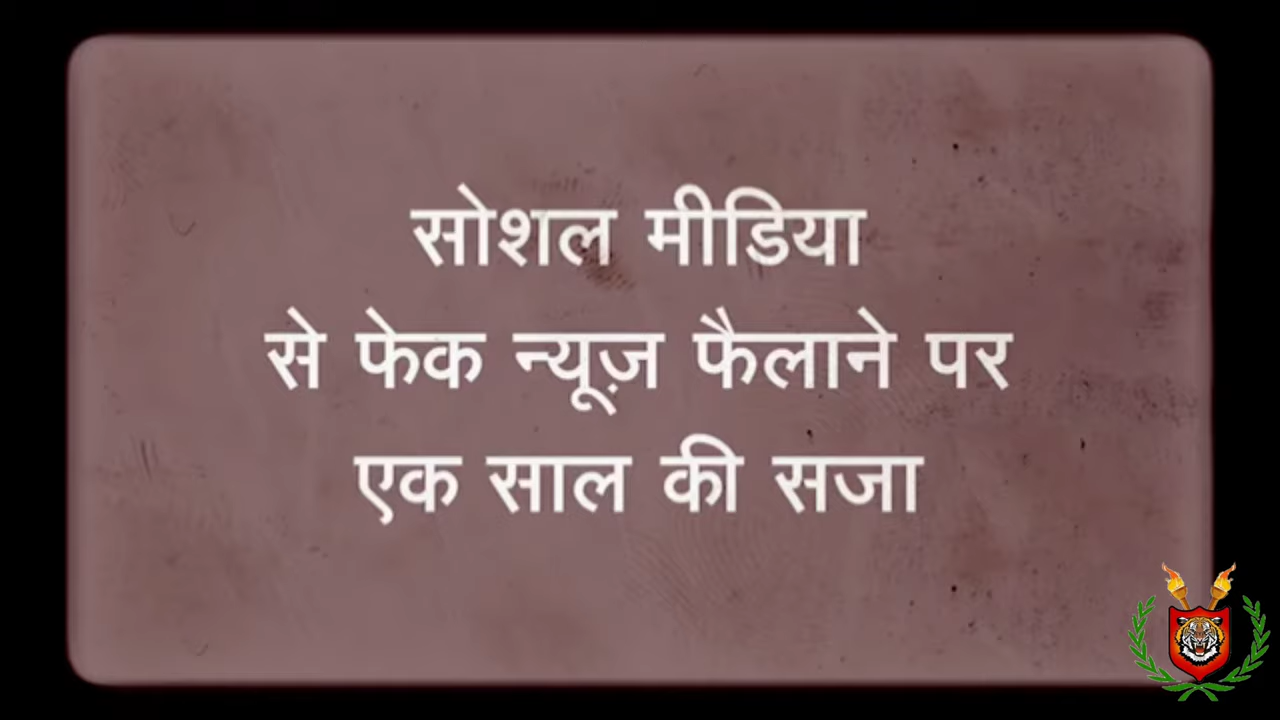 सोशल मीडिया
से फेक न्यूज़ फैलाने पर
एक साल की सजा